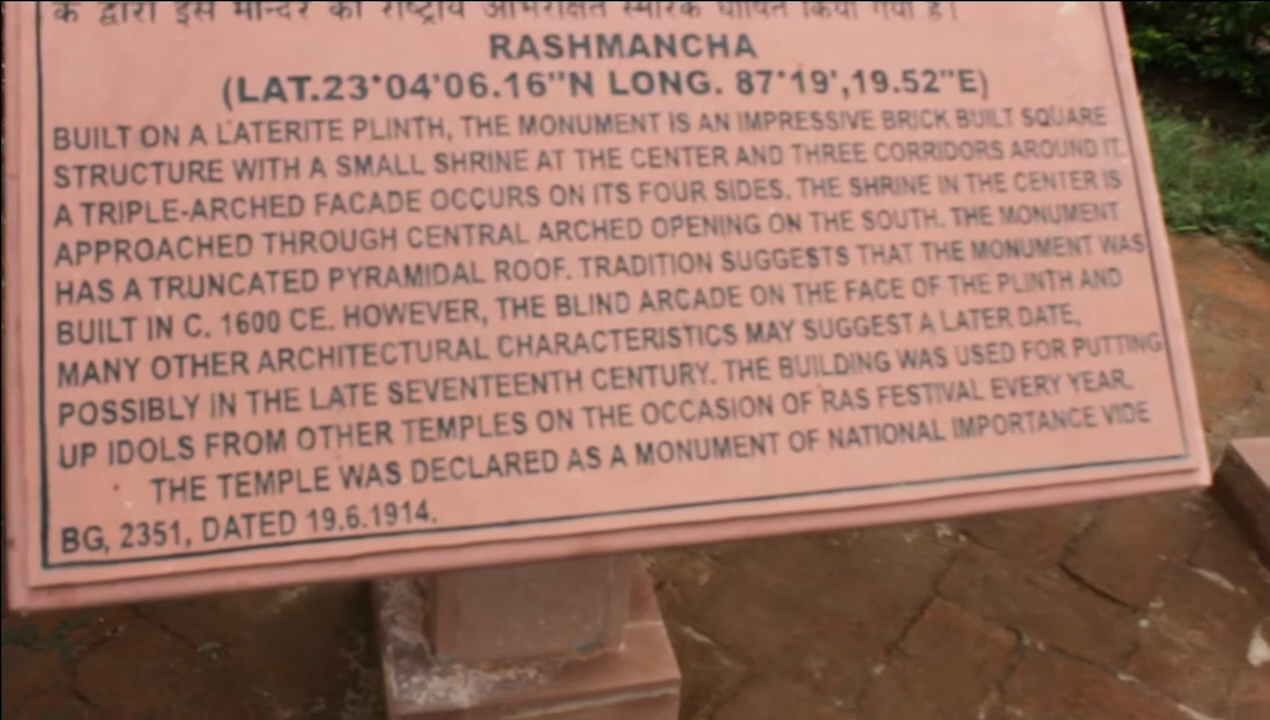 के द्वारा इस मन्दिर को राष्ट्रीय अभिरक्षित स्मारक घोषित किया गया है।
RASHMANCHA
(LAT.23°04'06.16"N LONG. 87°19',19.52"E)
BUILT ON A LATERITE PLINTH, THE MONUMENT IS AN IMPRESSIVE BRICK BUILT SQUARE
STRUCTURE WITH A SMALL SHRINE AT THE CENTER AND THREE CORRIDORS AROUND IT.
A TRIPLE-ARCHED FACADE OCCURS ON ITS FOUR SIDES. THE SHRINE IN THE CENTER IS
APPROACHED THROUGH CENTRAL ARCHED OPENING ON THE SOUTH. THE MONUMENT
HAS A TRUNCATED PYRAMIDAL ROOF. TRADITION SUGGESTS THAT THE MONUMENT WAS
BUILT IN C. 1600 CE. HOWEVER, THE BLIND ARCADE ON THE FACE OF THE PLINTH AND
MANY OTHER ARCHITECTURAL CHARACTERISTICS MAY SUGGEST A LATER DATE,
POSSIBLY IN THE LATE SEVENTEENTH CENTURY. THE BUILDING WAS USED FOR PUTTING
UP IDOLS FROM OTHER TEMPLES ON THE OCCASION OF RAS FESTIVAL EVERY YEAR.
THE TEMPLE WAS DECLARED AS A MONUMENT OF NATIONAL IMPORTANCE VIDE
BG, 2351, DATED 19.6.1914.